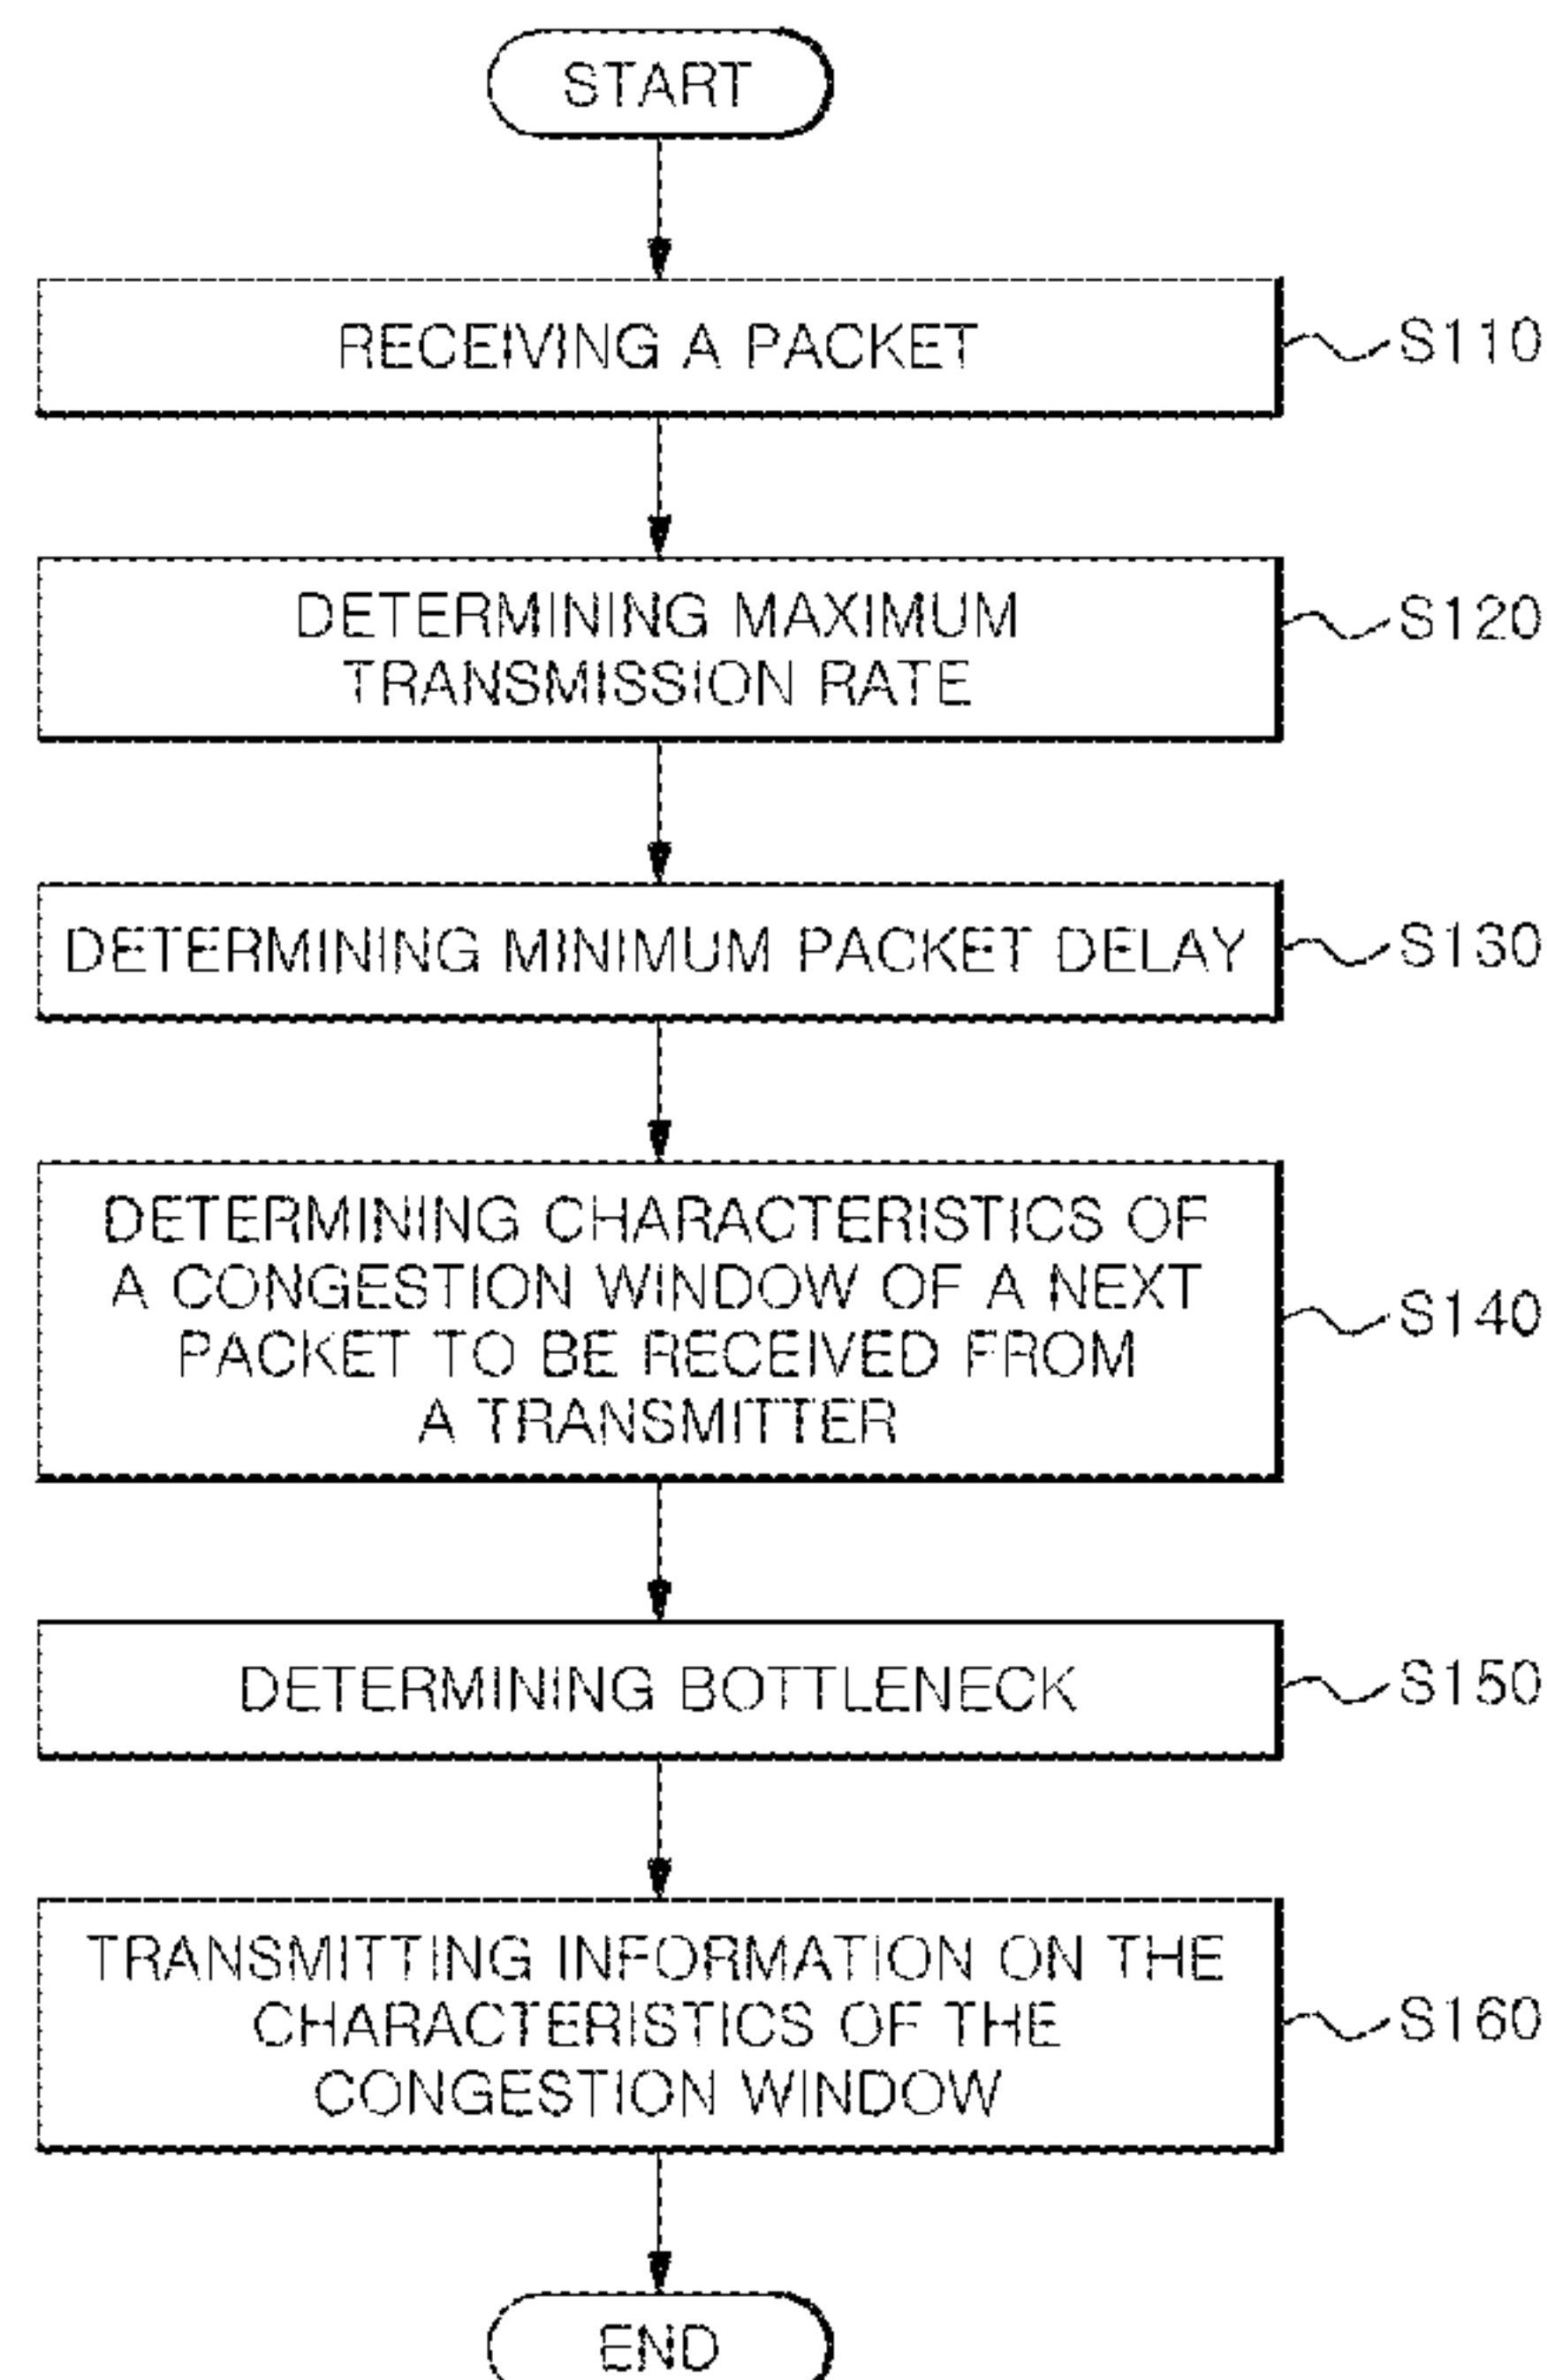 START
RECEIVING A PACKET
S110
DETERMINING MAXIMUM
TRANSMISSION RATE
S120
DETERMINING MINIMUM PACKET DELAY
S130
DETERMINING CHARACTERISTICS OF
A CONGESTION WINDOW OF A NEXT
PACKET TO BE RECEIVED FROM
A TRANSMITTER
S140
DETERMINING BOTTLENECK
S150
TRANSMITTING INFORMATION ON THE
CHARACTERISTICS OF THE
CONGESTION WINDOW
S160
END